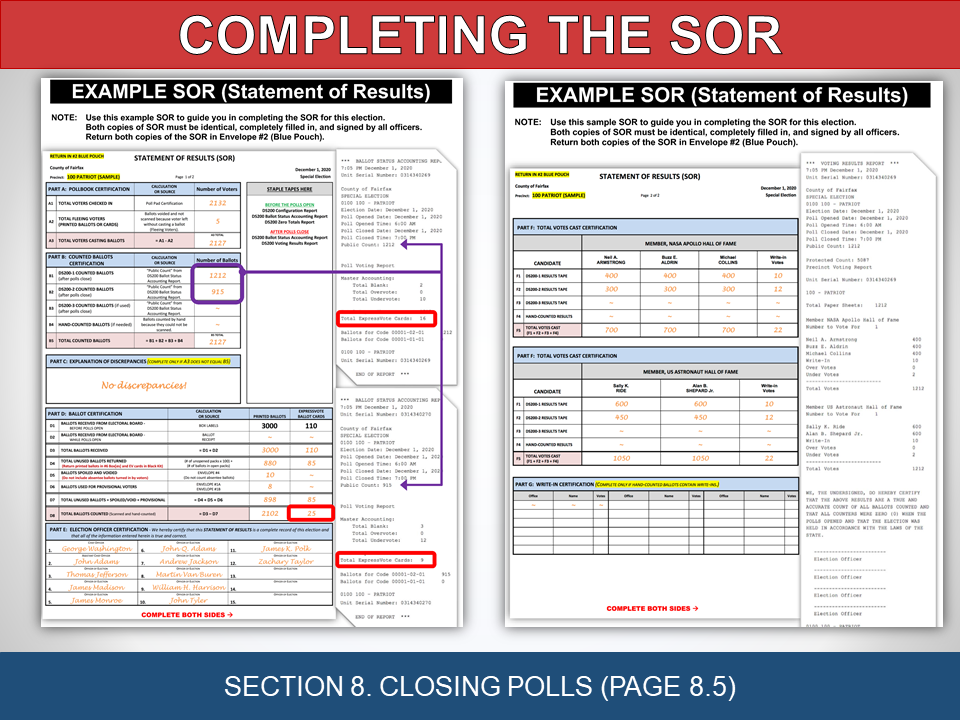 COMPLETING THE SOR
EXAMPLE SOR (Statement of Results)
NOTE: Use this example SOR to guide you in completing the SOR for this election.
Both copies of SOR must be identical, completely filled in, and signed by all officers.
Return both copies of the SOR in Envelope #2 (Blue Pouch).
RETURN IN #2 BLUE POUCH
STATEMENT OF RESULTS (SOR)
County of Fairfax
December 1, 2020
Precinct: 100 PATRIOT (SAMPLE)
Page 1 of 2
Special Election
PART A: POLLBOOK CERTIFICATION CALCULATION OR SOURCE Number of Voters
A1 TOTAL VOTERS CHECKED IN Poll Pad Certification 2132
A2 TOTAL FLEEING VOTERS (PRINTED BALLOTS OR CARDS) Ballots voided and not scanned because voter left without casting a ballot (Fleeing Voters). 5
A3 TOTAL VOTERS CASTING BALLOTS = A1 - A2 2127
PART B: COUNTED BALLOTS CERTIFICATION CALCULATION OR SOURCE Number of Ballots
B1 DS200-1 COUNTED BALLOTS (after polls close) "Public Count" from DS200 Ballot Status Accounting Report. 1212
B2 DS200-2 COUNTED BALLOTS (after polls close) "Public Count" from DS200 Ballot Status Accounting Report. 915
B3 DS200-3 COUNTED BALLOTS (if used) (after polls close) "Public Count" from DS200 Ballot Status Accounting Report. ~
B4 HAND-COUNTED BALLOTS (if needed) Ballots counted by hand because they could not be scanned. ~
B5 TOTAL COUNTED BALLOTS = B1 + B2 + B3 + B4 2127
PART C: EXPLANATION OF DISCREPANCIES (COMPLETE ONLY IF A3 DOES NOT EQUAL B5)
No discrepancies!
STAPLE TAPES HERE
BEFORE THE POLLS OPEN
DS200 Configuration Report
DS200 Ballot Status Accounting Report
DS200 Zero Totals Report
AFTER POLLS CLOSE
DS200 Ballot Status Accounting Report
DS200 Voting Results Report
PART D: BALLOT CERTIFICATION CALCULATION OR SOURCE PRINTED BALLOTS EXPRESSVOTE BALLOT CARDS
D1 BALLOTS RECEIVED FROM ELECTORAL BOARD - BEFORE POLLS OPEN BOX LABELS 3000 110
D2 BALLOTS RECEIVED FROM ELECTORAL BOARD - WHILE POLLS OPEN BALLOT RECEIPT ~ ~
D3 TOTAL BALLOTS RECEIVED = D1 + D2 3000 110
D4 TOTAL UNUSED BALLOTS RETURNED (# of unopened packs x 100) + (# of ballots in open packs) 880 85
D5 BALLOTS SPOILED AND VOIDED (Do not include absentee ballots turned in by voters) ENVELOPE #4 (Do not count absentee ballots) 10 ~
D6 BALLOTS USED FOR PROVISIONAL VOTERS ENVELOPE #1A ENVELOPE #1B 8 ~
D7 TOTAL UNUSED BALLOTS + SPOILED/VOID + PROVISIONAL = D4 + D5 + D6 898 85
D8 TOTAL BALLOTS COUNTED (Scanned and hand-counted) = D3 - D7 2102 25
PART E: ELECTION OFFICER CERTIFICATION - We hereby certify that this STATEMENT OF RESULTS is a complete record of this election and that all of the information entered herein is true and correct.
1. George Washington 6. John Q. Adams 11. James K. Polk
2. John Adams 7. Andrew Jackson 12. Zachary Taylor
3. Thomas Jefferson 8. Martin Van Buren 13.
4. James Madison 9. William H. Harrison 14.
5. James Monroe 10. John Tyler 15.
COMPLETE BOTH SIDES →
*** BALLOT STATUS ACCOUNTING REP.
7:05 PM December 1, 2020
Unit Serial Number: 0314340269
County of Fairfax
SPECIAL ELECTION
0100 100 - PATRIOT
Election Date: December 1, 2020
Poll Opened Date: December 1, 2020
Poll Opened Time: 6:00 AM
Poll Closed Date: December 1, 2020
Poll Closed Time: 7:00 PM
Public Count: 1212
Poll Voting Report
Master Accounting:
Total Blank: 2
Total Overvote: 0
Total Undervote: 10
Total ExpressVote Cards: 16
Ballots for Code 00001-02-01 212
Ballots for Code 00001-01-01
0100 100 - PATRIOT
Unit Serial Number: 0314340269
END OF REPORT ***
*** BALLOT STATUS ACCOUNTING REP.
7:05 PM December 1, 2020
Unit Serial Number: 0314340270
County of Fairfax
SPECIAL ELECTION
0100 100 - PATRIOT
Election Date: December 1, 202
Poll Opened Date: December 1, 202
Poll Opened Time: 6:00 AM
Poll Closed Date: December 1, 202
Poll Closed Time: 7:00 PM
Public Count: 915
Poll Voting Report
Master Accounting:
Total Blank: 3
Total Overvote: 0
Total Undervote: 12
Total ExpressVote Cards: 9
Ballots for Code 00001-02-01 915
Ballots for Code 00001-01-01 0
0100 100 - PATRIOT
Unit Serial Number: 0314340270
END OF REPORT ***
EXAMPLE SOR (Statement of Results)
NOTE: Use this sample SOR to guide you in completing the SOR for this election.
Both copies of SOR must be identical, completely filled in, and signed by all officers.
Return both copies of the SOR in Envelope #2 (Blue Pouch).
RETURN IN #2 BLUE POUCH
STATEMENT OF RESULTS (SOR)
County of Fairfax
December 1, 2020
Precinct: 100 PATRIOT (SAMPLE)
Page 2 of 2
Special Election
PART F: TOTAL VOTES CAST CERTIFICATION
MEMBER, NASA APOLLO HALL OF FAME
CANDIDATE Neil A. ARMSTRONG Buzz E. ALDRIN Michael COLLINS Write-in Votes
F1 DS200-1 RESULTS TAPE 400 400 400 10
F2 DS200-2 RESULTS TAPE 300 300 300 12
F3 DS200-3 RESULTS TAPE ~ ~ ~ ~
F4 HAND-COUNTED RESULTS ~ ~ ~ ~
F5 TOTAL VOTES CAST (F1 + F2 + F3 + F4) 700 700 700 22
PART F: TOTAL VOTES CAST CERTIFICATION
MEMBER, US ASTRONAUT HALL OF FAME
CANDIDATE Sally K. RIDE Alan B. SHEPARD Jr. Write-in Votes
F1 DS200-1 RESULTS TAPE 600 600 10
F2 DS200-2 RESULTS TAPE 450 450 12
F3 DS200-3 RESULTS TAPE ~ ~ ~
F4 HAND-COUNTED RESULTS ~ ~ ~
F5 TOTAL VOTES CAST (F1 + F2 + F3 + F4) 1050 1050 22
PART G: WRITE-IN CERTIFICATION (COMPLETE ONLY IF HAND-COUNTED BALLOTS CONTAIN WRITE-INS.)
Office Name Votes Office Name Votes Office Name Votes
~ ~ ~
COMPLETE BOTH SIDES →
*** VOTING RESULTS REPORT ***
7:05 PM December 1, 2020
Unit Serial Number: 0314340269
County of Fairfax
SPECIAL ELECTION
0100 100 - PATRIOT
Election Date: December 1, 2020
Poll Opened Date: December 1, 2020
Poll Opened Time: 6:00 AM
Poll Closed Date: December 1, 2020
Poll Closed Time: 7:00 PM
Public Count: 1212
Protected Count: 5087
Precinct Voting Report
Unit Serial Number: 0314340269
100 - PATRIOT
Total Paper Sheets: 1212
Member NASA Apollo Hall of Fame
Number to Vote For 1
Neil A. Armstrong 400
Buzz E. Aldrin 400
Michael Collins 400
Write-In 10
Over Votes 0
Under Votes 2
Total Votes 1212
Member US Astronaut Hall of Fame
Number to Vote For 1
Sally K. Ride 600
Alan B. Shepard Jr. 600
Write-In 10
Over Votes 0
Under Votes 2
Total Votes 1212
WE, THE UNDERSIGNED, DO HEREBY CERTIFY
THAT THE ABOVE RESULTS ARE A TRUE AND
ACCURATE COUNT OF ALL BALLOTS COUNTED AND
THAT ALL COUNTERS WERE ZERO (0) WHEN THE
POLLS OPENED AND THAT THE ELECTION WAS
HELD IN ACCORDANCE WITH THE LAWS OF THE
STATE.
Election Officer
Election Officer
Election Officer
Election Officer
SECTION 8. CLOSING POLLS (PAGE 8.5)